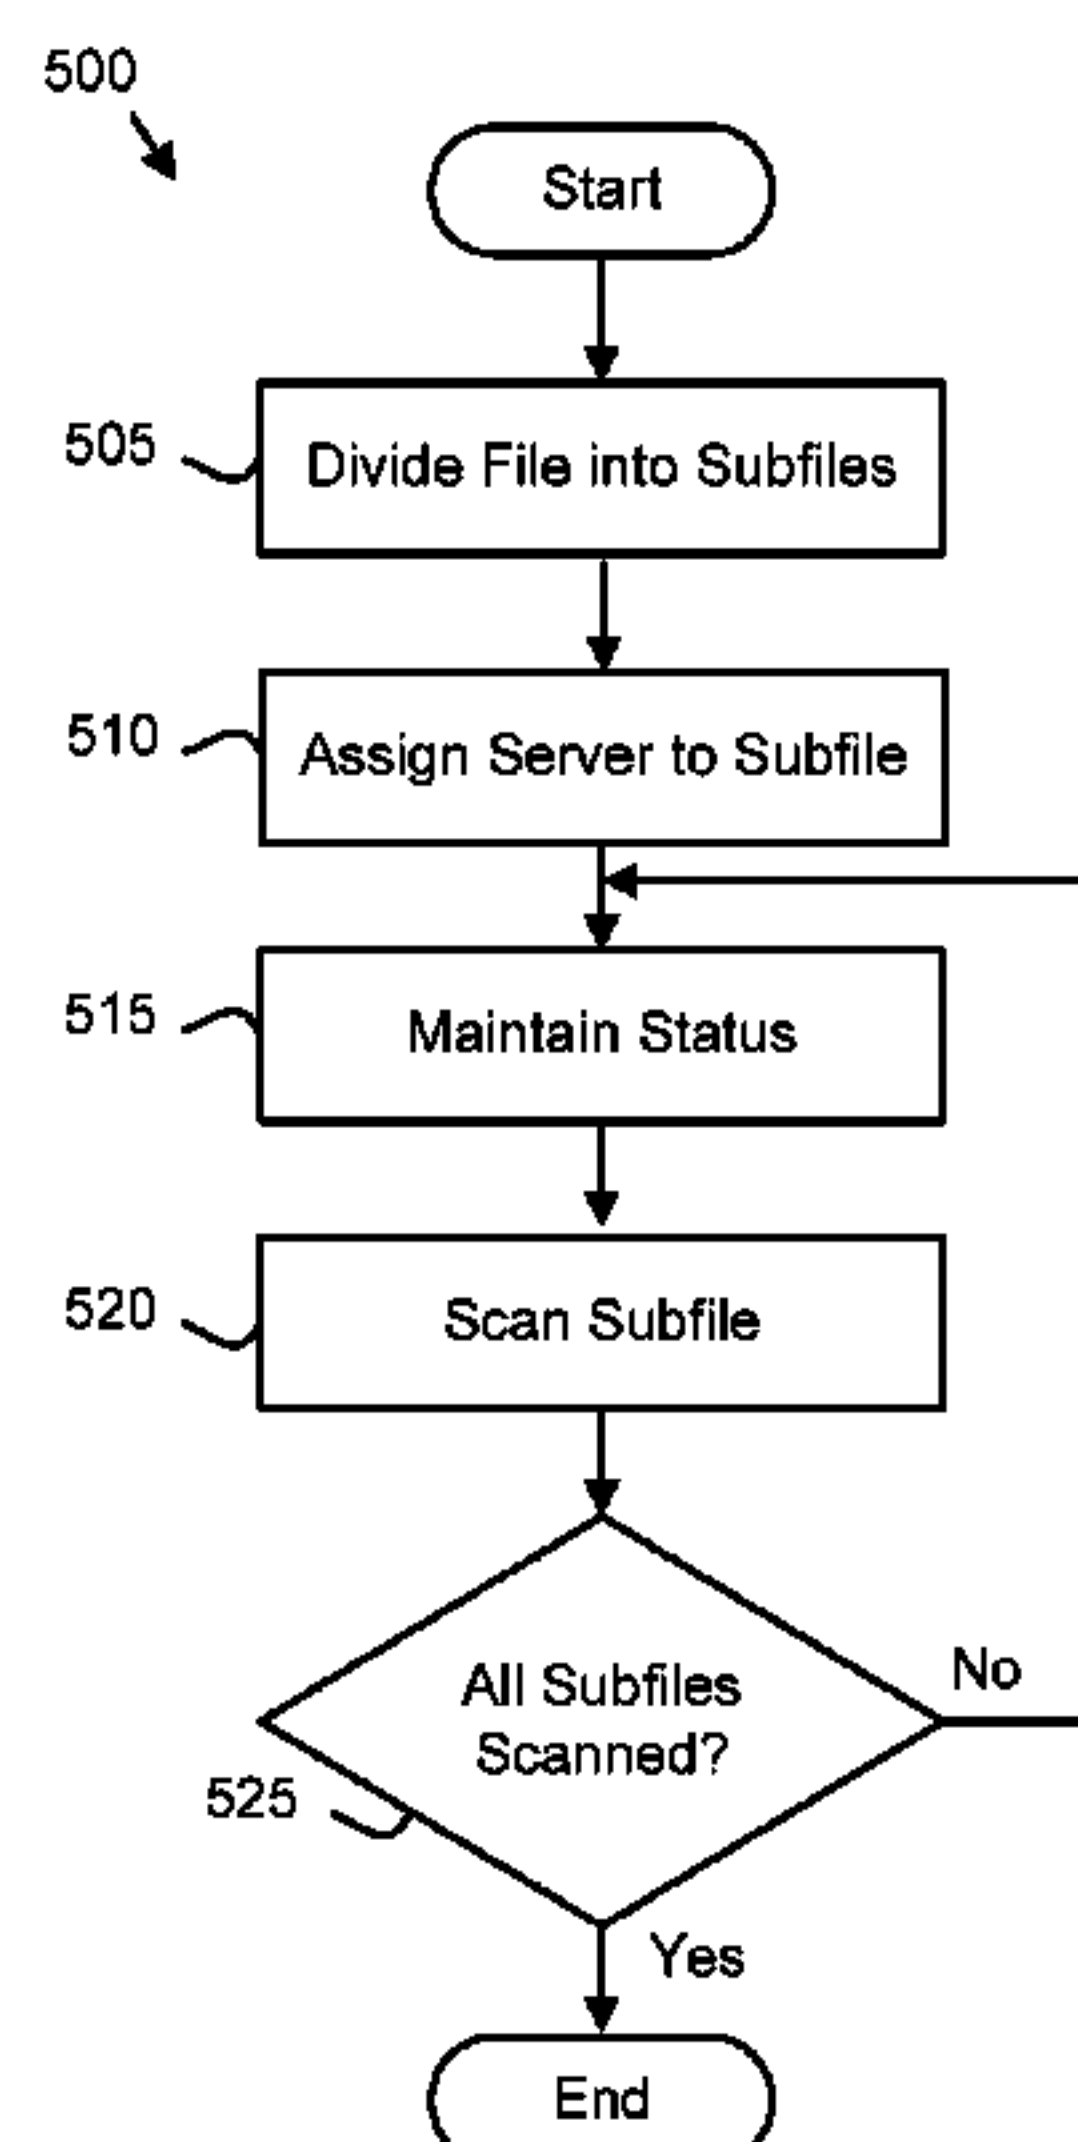 500
Start
505
Divide File into Subfiles
510
Assign Server to Subfile
515
Maintain Status
520
Scan Subfile
All Subfiles
Scanned?
No
525
Yes
End